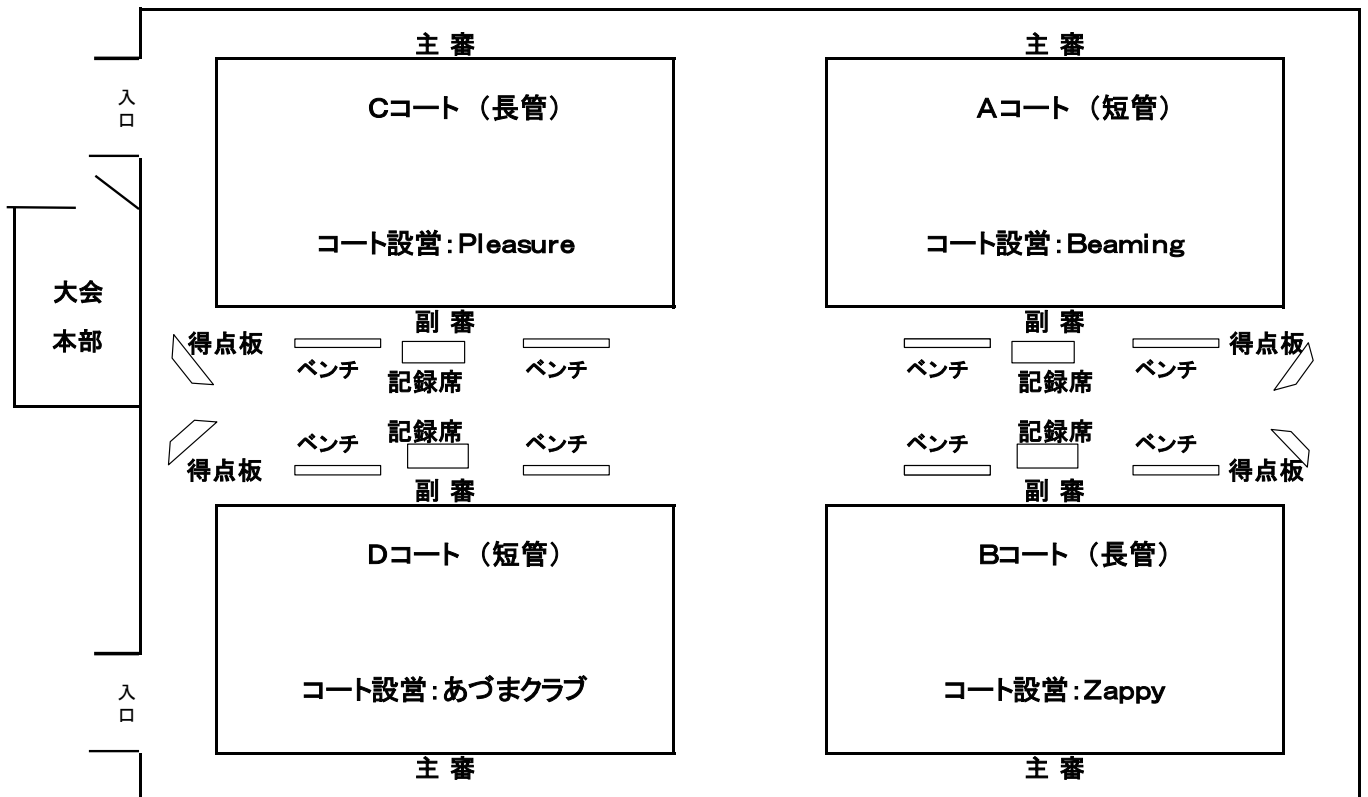 主 審
主 審
入口
Cコート （長管）
Aコート （短管）
コート設営：Pleasure
コート設営：Beaming
大会
本部
副 審
副 審
得点板
得点板
ベンチ
記録席
ベンチ
ベンチ
記録席
ベンチ
ベンチ
記録席
ベンチ
ベンチ
記録席
ベンチ
得点板
得点板
副 審
副 審
Dコート （短管）
Bコート （長管）
入口
コート設営：あづまクラブ
コート設営：Zappy
主 審
主 審